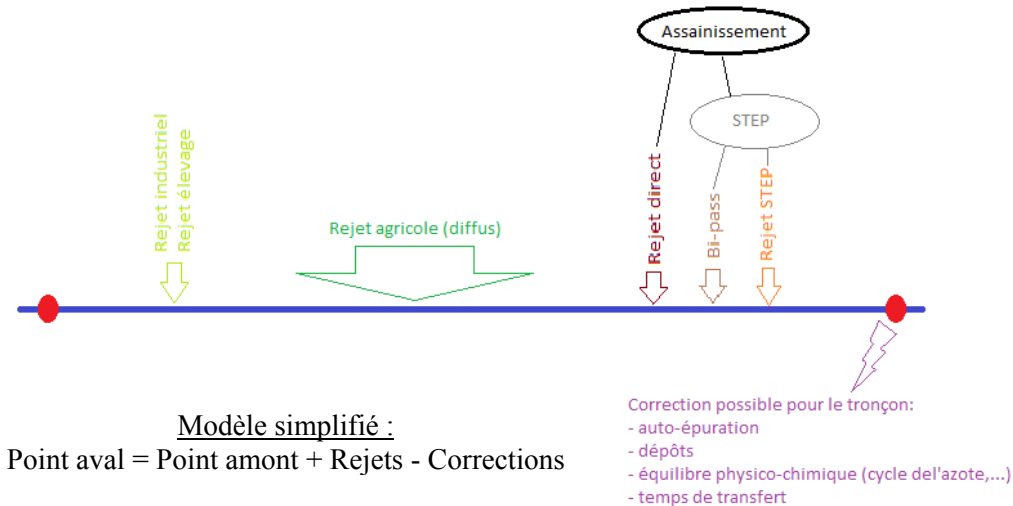 Assainissement
STEP
Rejet industriel
Rejet élevage
Rejet agricole (diffus)
Rejet direct
Bi-pass
Rejet STEP
Modèle simplifié :
Point aval = Point amont + Rejets - Corrections
Correction possible pour le tronçon:
- auto-épuration
- dépôts
- équilibre physico-chimique (cycle del'azote,...)
- temps de transfert